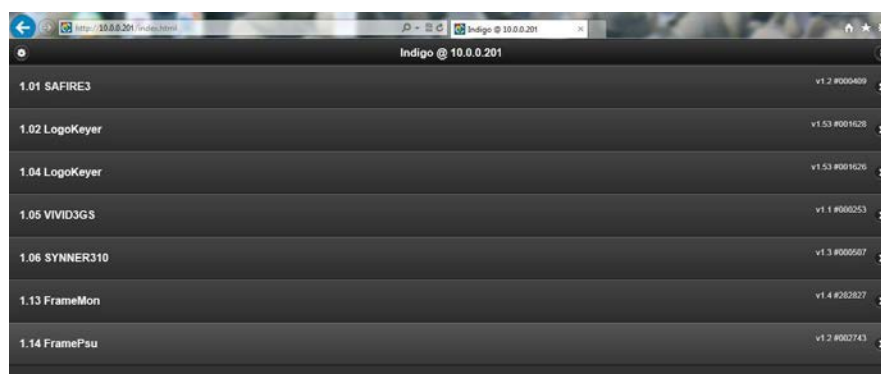 http://10.0.0.201/index.html
Indigo @ 10.0.0.201
Indigo @ 10.0.0.201
1.01 SAFIRE3
v1.2 #000409
1.02 LogoKeyer
v1.53 #001628
1.04 LogoKeyer
v1.53 #001626
1.05 VIVID3GS
v1.1 #000253
1.06 SYNNER310
v1.3 #000507
1.13 FrameMon
v1.4 #202827
1.14 FramePsu
v1.2 #002743